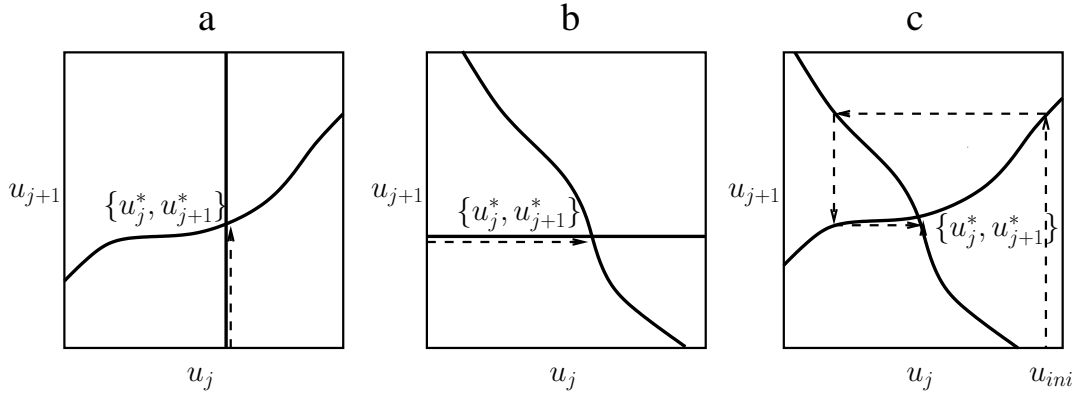 a b c
u_{j+1} {u_j^*, u_{j+1}^*} u_{j+1} {u_j^*, u_{j+1}^*} u_{j+1} {u_j^*, u_{j+1}^*}
u_j u_j u_j u_{ini}